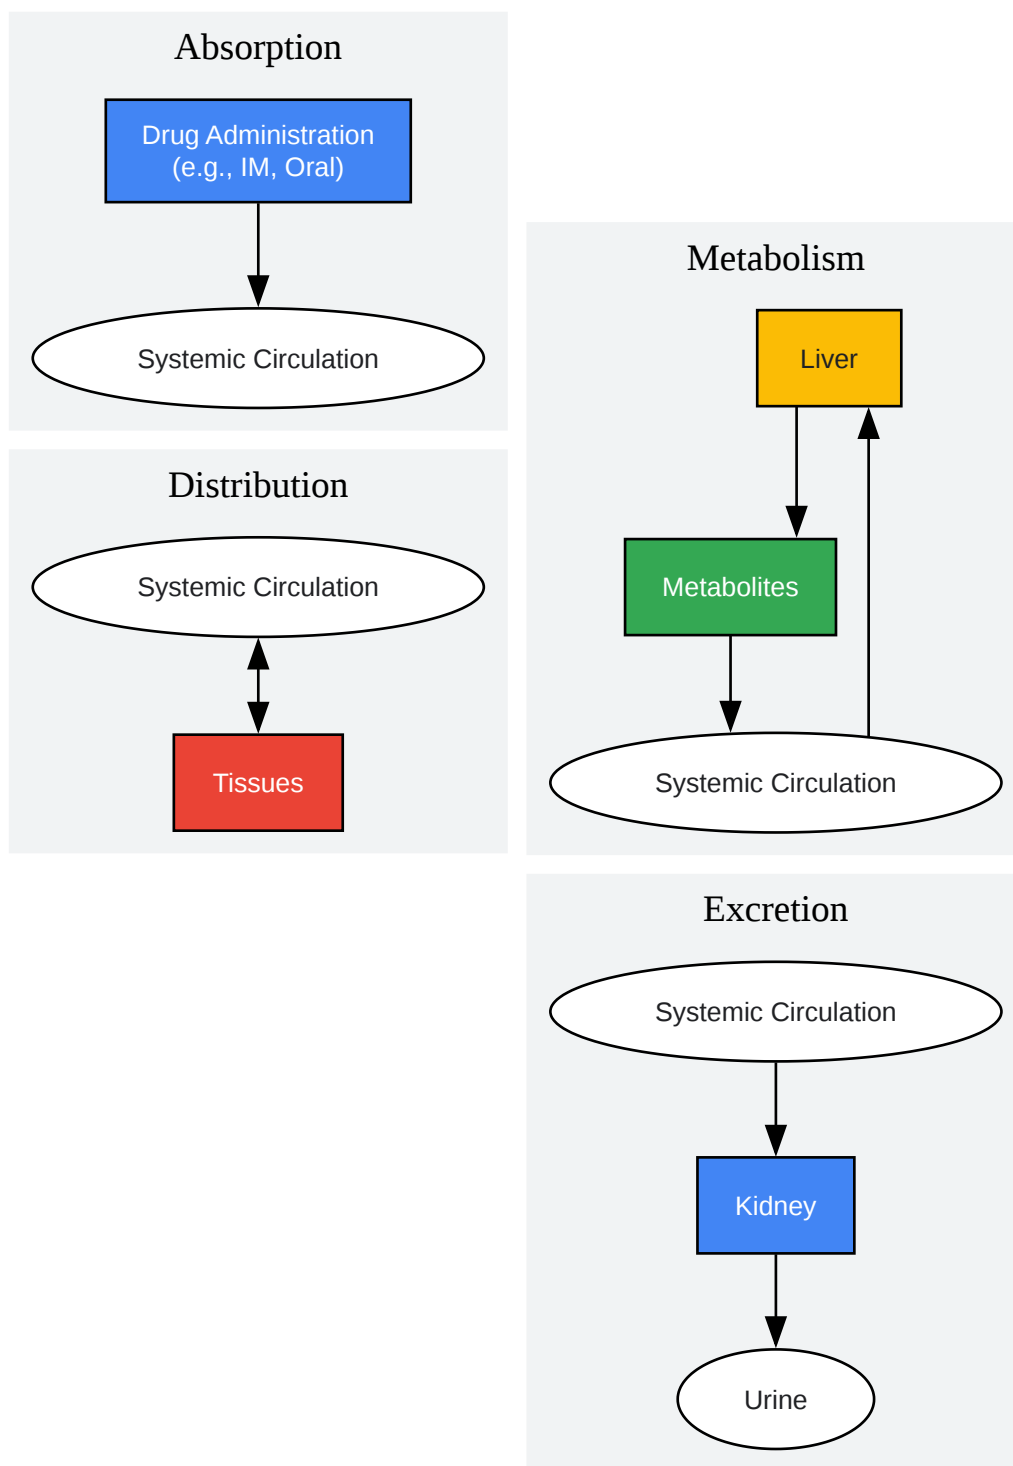 Absorption
Drug Administration
(e.g., IM, Oral)
Systemic Circulation
Distribution
Systemic Circulation
Tissues
Metabolism
Liver
Metabolites
Systemic Circulation
Excretion
Systemic Circulation
Kidney
Urine